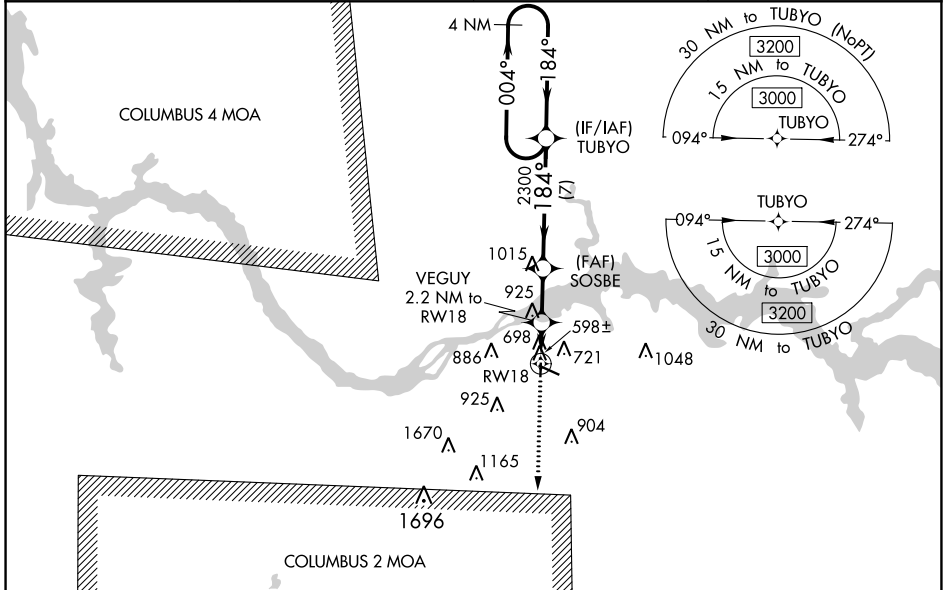 4 NM
004°
184°
(IF/IAF)
TUBYO
2300
184°
(7)
COLUMBUS 4 MOA
30 NM to TUBYO (NoPT)
3200
15 NM to TUBYO
3000
TUBYO
094°
274°
TUBYO
094°
274°
3000
15 NM to TUBYO
3200
30 NM to TUBYO
1015
(FAF)
SOSBE
VEGUY
2.2 NM to
RW18
925
598±
698
886
721
1048
RW18
925
904
1670
1165
1696
COLUMBUS 2 MOA